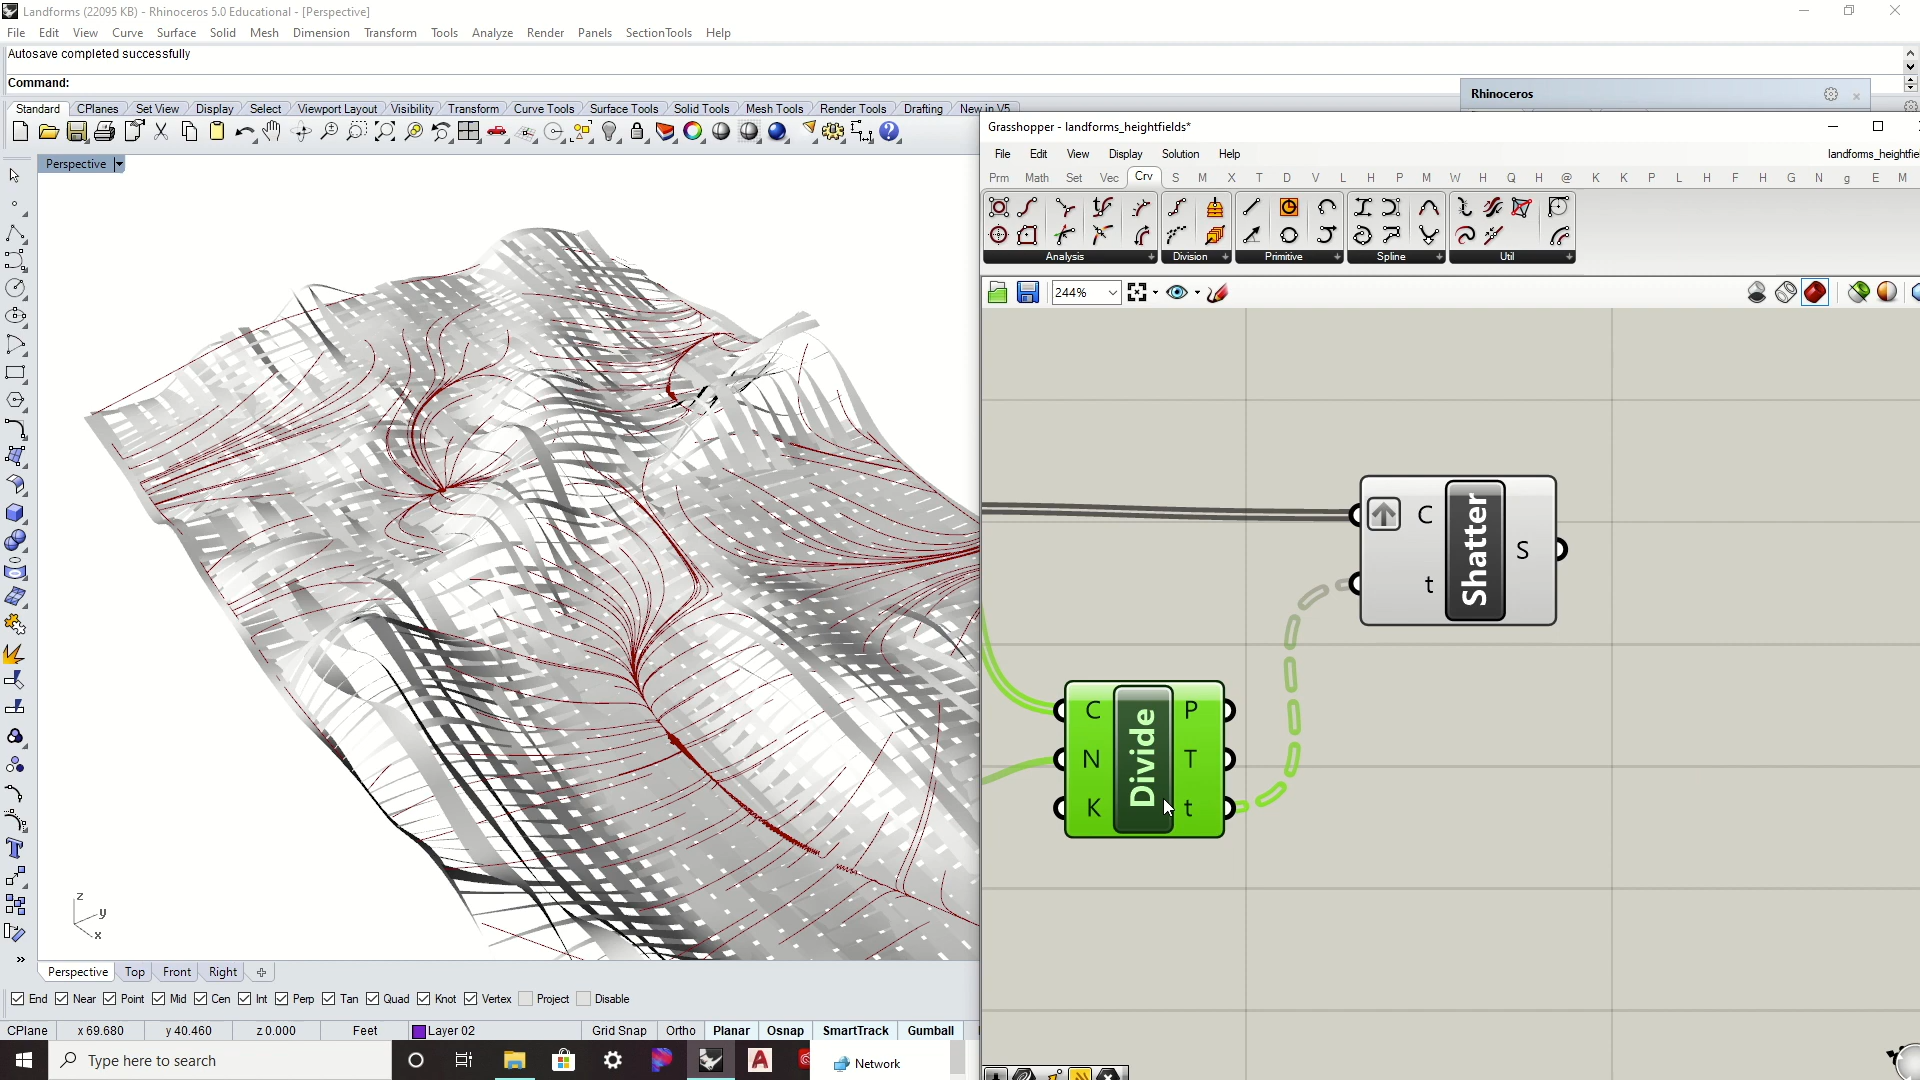 Landforms (22095 KB) - Rhinoceros 5.0 Educational - [Perspective]
File Edit View Curve Surface Solid Mesh Dimension Transform Tools Analyze Render Panels SectionTools Help
Autosave completed successfully
Command:
Rhinoceros
Standard CPlanes Set View Display Select Viewport Layout Visibility Transform Curve Tools Surface Tools Solid Tools Mesh Tools Render Tools Drafting New in V5
Perspective
Grasshopper - landforms_heightfields*
File Edit View Display Solution Help
landforms_heightfie
Prm Math Set Vec Crv S M X T D V L H P M W H Q H @ K K P L H F H G N g E M
Analysis Division Primitive Spline Util
244%
C
t
Shatter
S
C
N
K
Divide
P
T
t
z
y
x
Perspective Top Front Right
End Near Point Mid Cen Int Perp Tan Quad Knot Vertex Project Disable
CPlane x 69.680 y 40.460 z 0.000 Feet Layer 02 Grid Snap Ortho Planar Osnap SmartTrack Gumball
Type here to search
Network